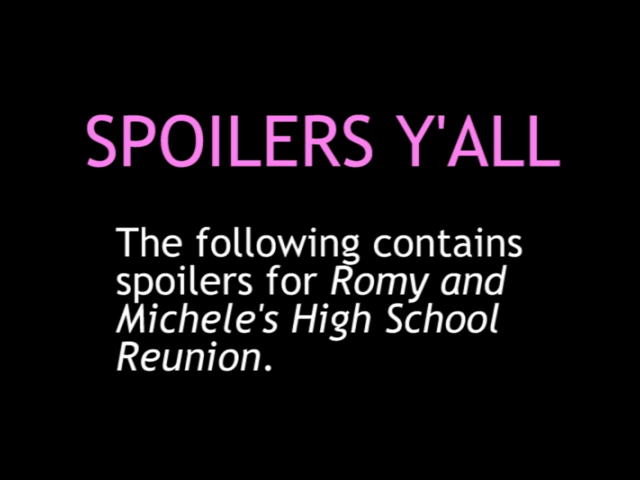 SPOILERS Y'ALL
The following contains
spoilers for Romy and
Michele's High School
Reunion.